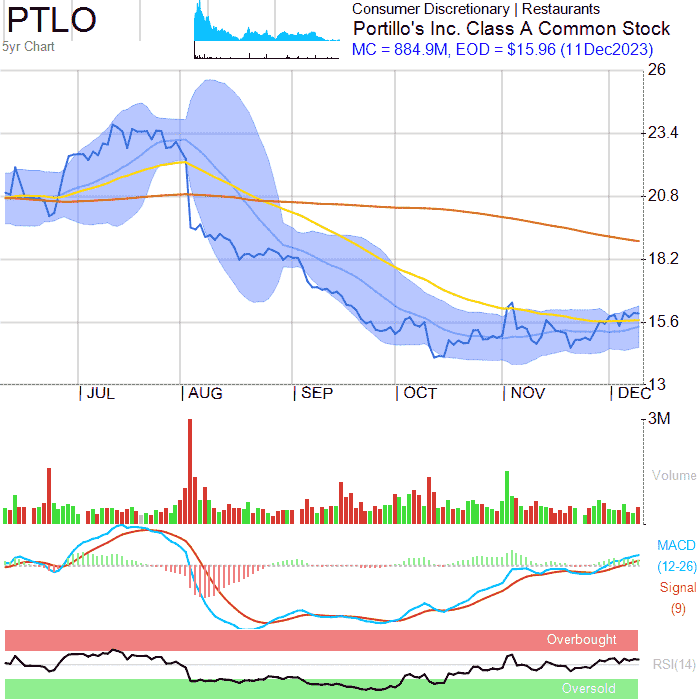 PTLO
5yr Chart
Consumer Discretionary | Restaurants
Portillo's Inc. Class A Common Stock
MC = 884.9M, EOD = $15.96 (11Dec2023)
26
23.4
20.8
18.2
15.6
13
| JUL | AUG | SEP | OCT | NOV | DEC
3M
Volume
MACD
(12-26)
Signal
(9)
Overbought
RSI(14)
Oversold